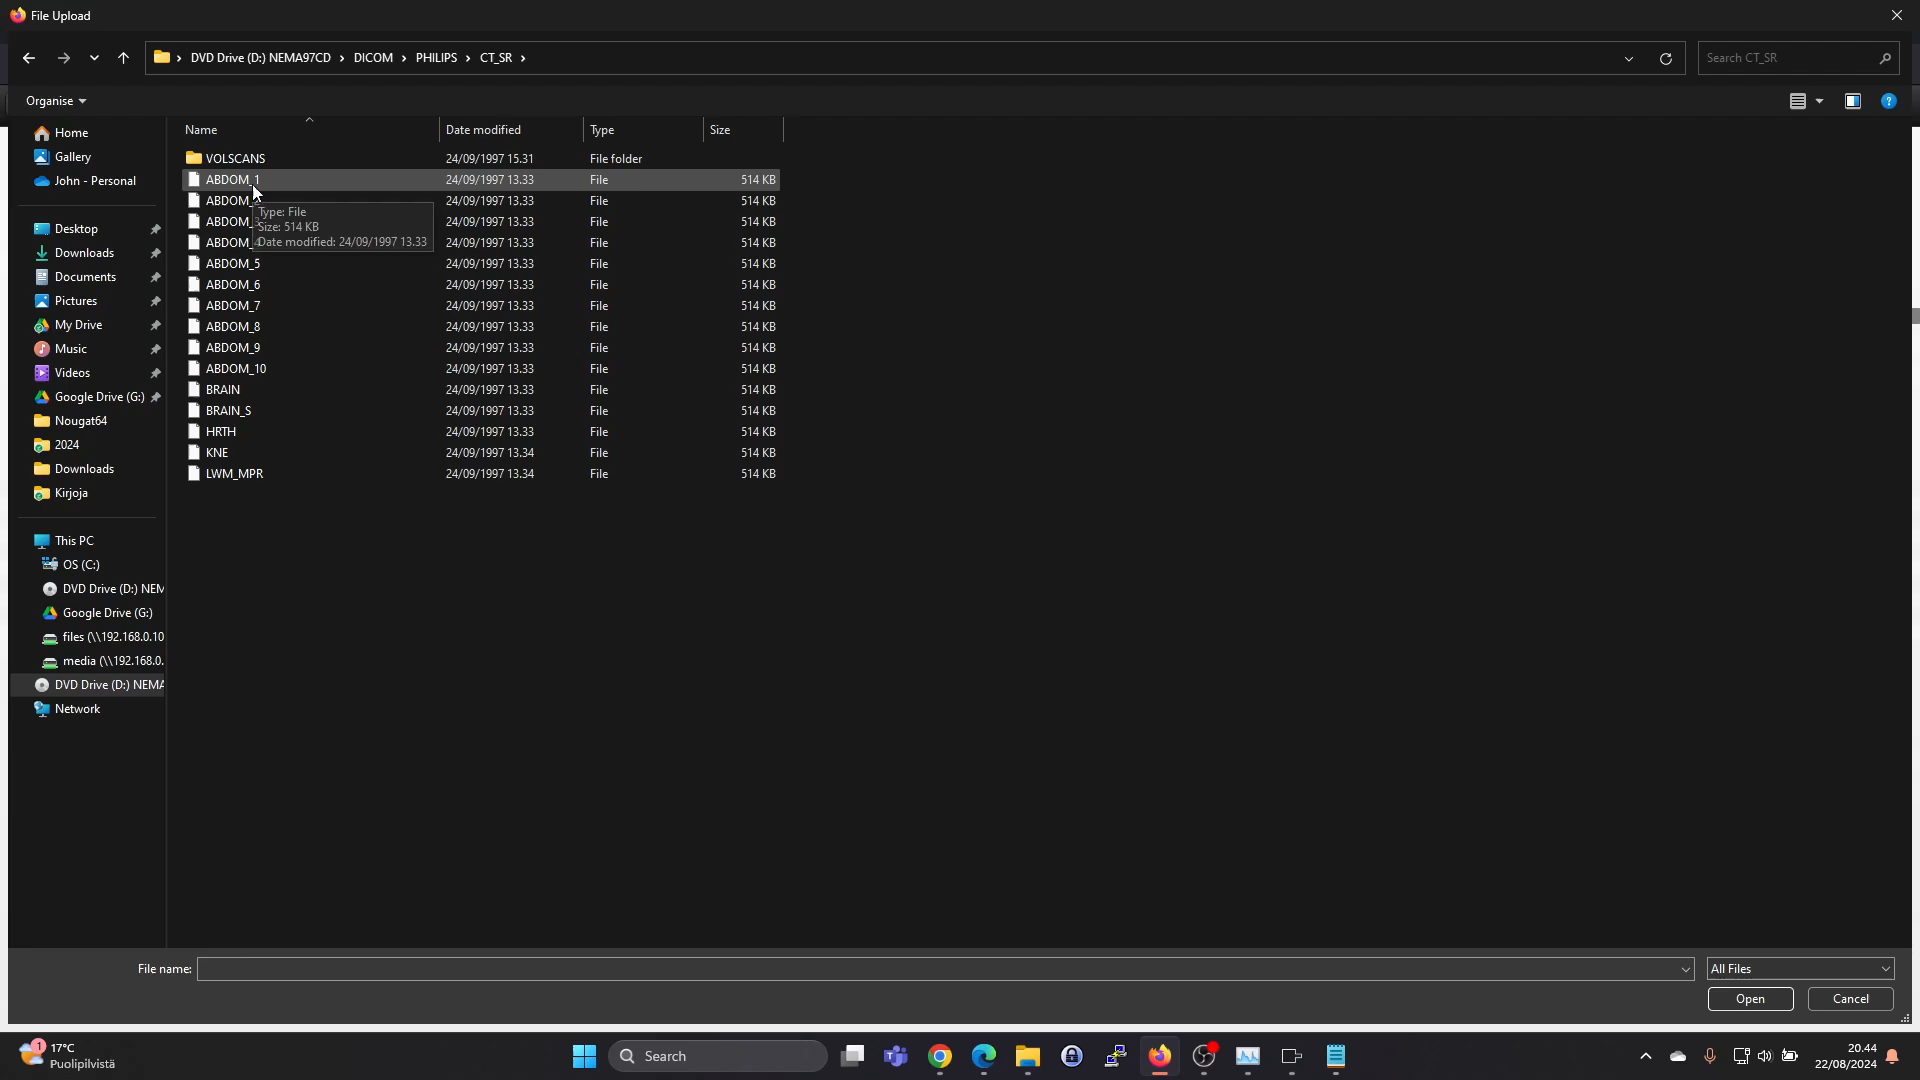 File Upload
DVD Drive (D:) NEMA97CD › DICOM › PHILIPS › CT_SR ›
Search CT_SR
Organise
Name Date modified Type Size
VOLSCANS 24/09/1997 15.31 File folder
ABDOM_1 24/09/1997 13.33 File 514 KB
ABDOM_ 24/09/1997 13.33 File 514 KB
ABDOM_3 24/09/1997 13.33 File 514 KB
ABDOM_4 24/09/1997 13.33 File 514 KB
Type: File
Size: 514 KB
Date modified: 24/09/1997 13.33
ABDOM_5 24/09/1997 13.33 File 514 KB
ABDOM_6 24/09/1997 13.33 File 514 KB
ABDOM_7 24/09/1997 13.33 File 514 KB
ABDOM_8 24/09/1997 13.33 File 514 KB
ABDOM_9 24/09/1997 13.33 File 514 KB
ABDOM_10 24/09/1997 13.33 File 514 KB
BRAIN 24/09/1997 13.33 File 514 KB
BRAIN_S 24/09/1997 13.33 File 514 KB
HRTH 24/09/1997 13.33 File 514 KB
KNE 24/09/1997 13.34 File 514 KB
LWM_MPR 24/09/1997 13.34 File 514 KB
Home
Gallery
John - Personal
Desktop
Downloads
Documents
Pictures
My Drive
Music
Videos
Google Drive (G:)
Nougat64
2024
Downloads
Kirjoja
This PC
OS (C:)
DVD Drive (D:) NEM
Google Drive (G:)
files (\\192.168.0.10
media (\\192.168.0.
DVD Drive (D:) NEMA
Network
File name:
All Files
Open
Cancel
1
17°C
Puolipilvistä
Search
20.44
22/08/2024